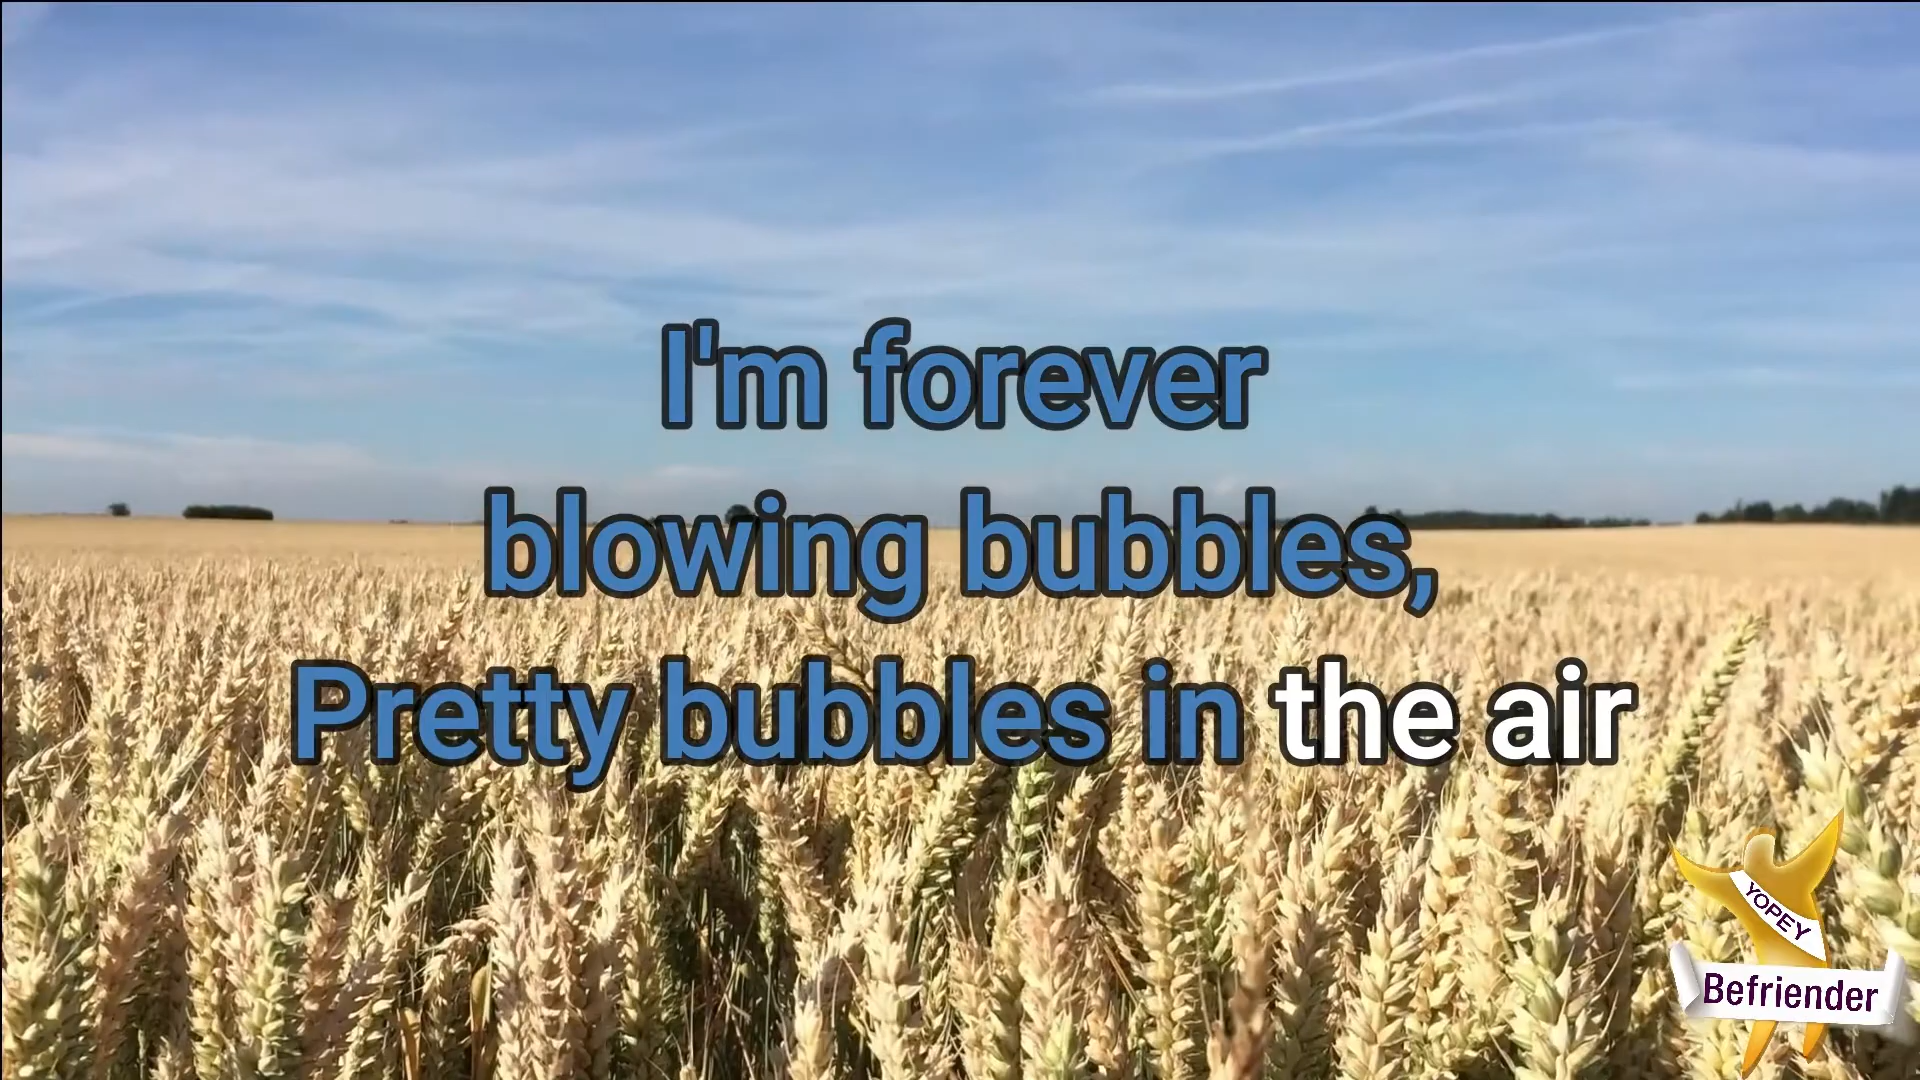 I'm forever
blowing bubbles,
Pretty bubbles in the air
YOPEY
Befriender